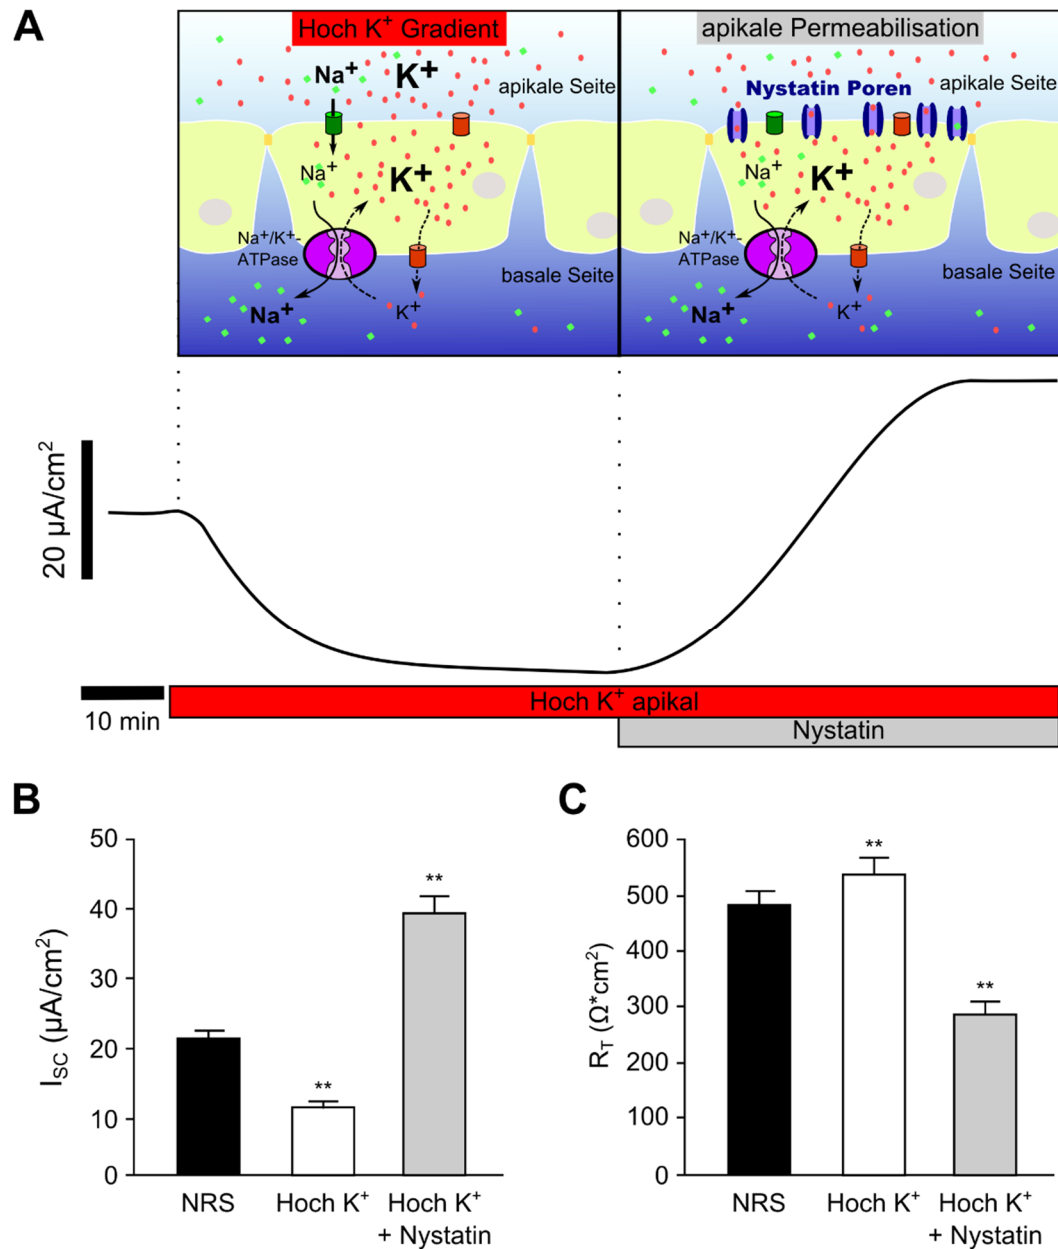 A
Hoch K⁺ Gradient
apikale Permeabilisation
Na⁺
K⁺
apikale Seite
Nystatin Poren
apikale Seite
Na⁺
K⁺
Na⁺
K⁺
Na⁺/K⁺-
ATPase
Na⁺/K⁺-
ATPase
basale Seite
basale Seite
Na⁺
K⁺
Na⁺
K⁺
20 µA/cm²
10 min
Hoch K⁺ apikal
Nystatin
B
50
40
30
20
10
0
I_SC (µA/cm²)
**
**
NRS
Hoch K⁺
Hoch K⁺
+ Nystatin
C
600
500
400
300
200
100
0
R_T (Ω*cm²)
**
**
NRS
Hoch K⁺
Hoch K⁺
+ Nystatin